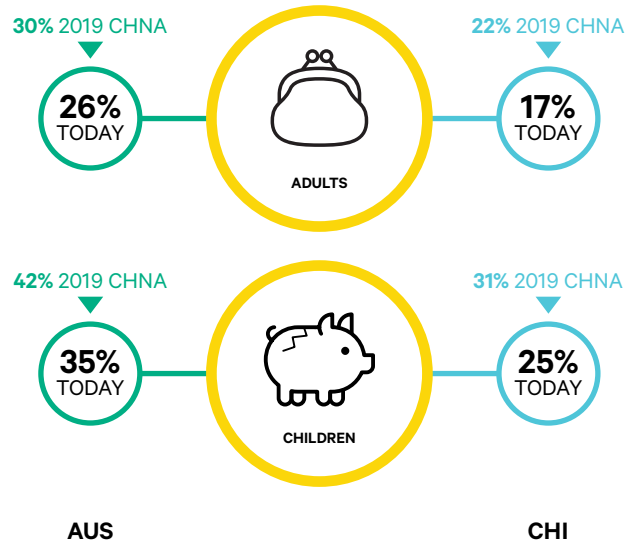 30% 2019 CHNA
22% 2019 CHNA
26%
TODAY
17%
TODAY
ADULTS
42% 2019 CHNA
31% 2019 CHNA
35%
TODAY
25%
TODAY
CHILDREN
AUS
CHI